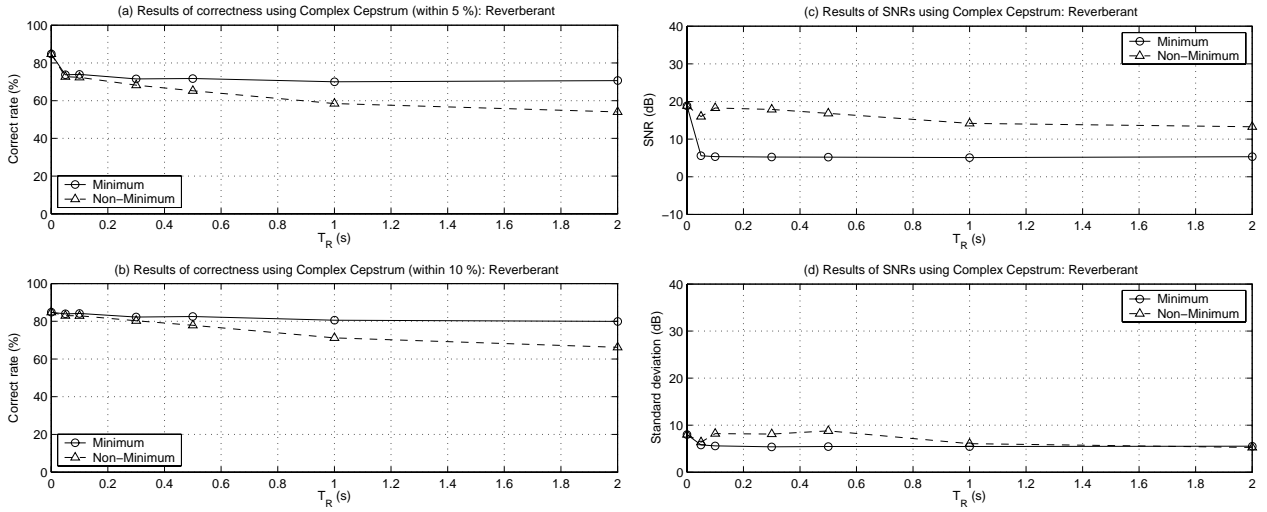 (a) Results of correctness using Complex Cepstrum (within 5 %): Reverberant
100
80
60
40
20
0
Correct rate (%)
Minimum
Non−Minimum
0 0.2 0.4 0.6 0.8 1 1.2 1.4 1.6 1.8 2
T_R (s)
(b) Results of correctness using Complex Cepstrum (within 10 %): Reverberant
100
80
60
40
20
0
Correct rate (%)
Minimum
Non−Minimum
0 0.2 0.4 0.6 0.8 1 1.2 1.4 1.6 1.8 2
T_R (s)
(c) Results of SNRs using Complex Cepstrum: Reverberant
40
30
20
10
0
−10
SNR (dB)
Minimum
Non−Minimum
0 0.2 0.4 0.6 0.8 1 1.2 1.4 1.6 1.8 2
T_R (s)
(d) Results of SNRs using Complex Cepstrum: Reverberant
40
30
20
10
0
Standard deviation (dB)
Minimum
Non−Minimum
0 0.2 0.4 0.6 0.8 1 1.2 1.4 1.6 1.8 2
T_R (s)